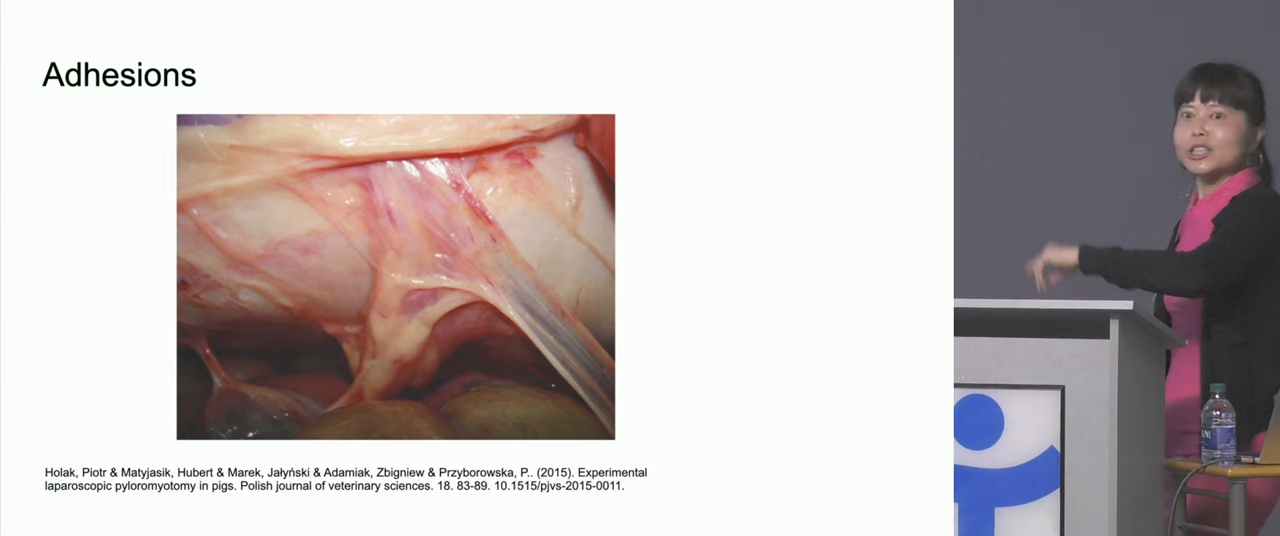 Adhesions
Holak, Piotr & Matyjasik, Hubert & Marek, Jałyński & Adamiak, Zbigniew & Przyborowska, P.. (2015). Experimental
laparoscopic pyloromyotomy in pigs. Polish journal of veterinary sciences. 18. 83-89. 10.1515/pjvs-2015-0011.